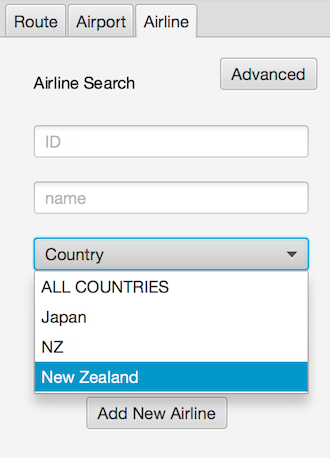 Route Airport Airline
Advanced
Airline Search
ID
name
Country
ALL COUNTRIES
Japan
NZ
New Zealand
Add New Airline